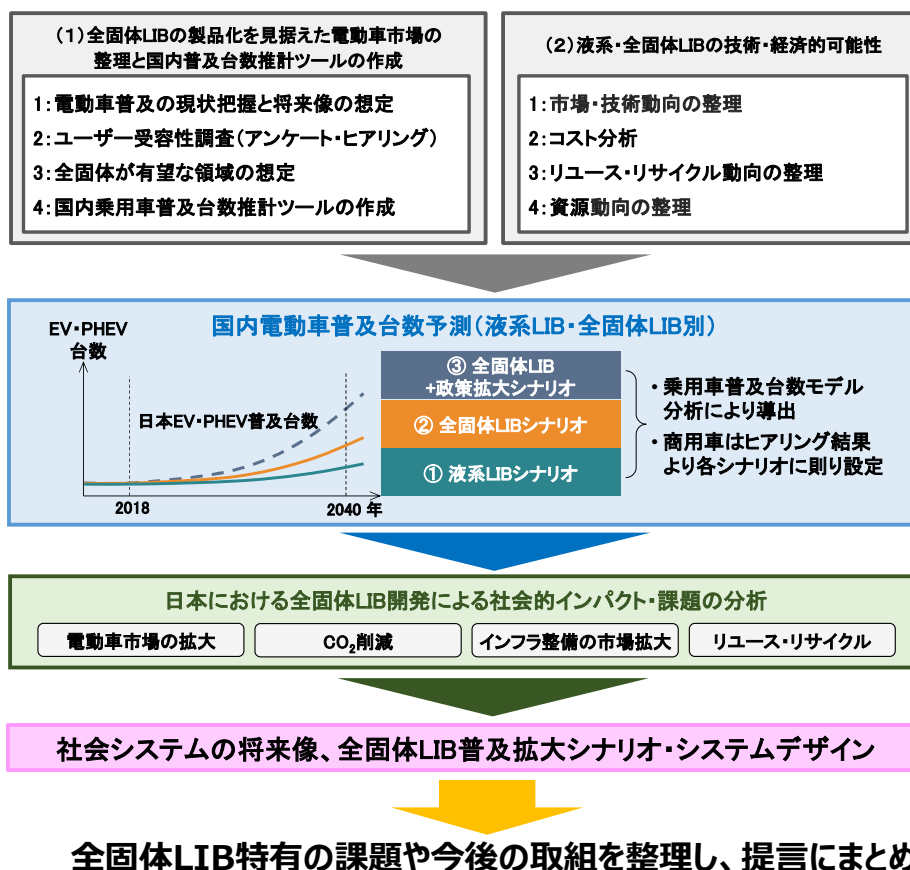 (1)全固体LIBの製品化を見据えた電動車市場の
整理と国内普及台数推計ツールの作成
1:電動車普及の現状把握と将来像の想定
2:ユーザー受容性調査(アンケート・ヒアリング)
3:全固体が有望な領域の想定
4:国内乗用車普及台数推計ツールの作成
(2)液系・全固体LIBの技術・経済的可能性
1:市場・技術動向の整理
2:コスト分析
3:リユース・リサイクル動向の整理
4:資源動向の整理
国内電動車普及台数予測(液系LIB・全固体LIB別)
EV・PHEV
台数
日本EV・PHEV普及台数
2018
2040 年
③ 全固体LIB
+政策拡大シナリオ
② 全固体LIBシナリオ
① 液系LIBシナリオ
・乗用車普及台数モデル
分析により導出
・商用車はヒアリング結果
より各シナリオに則り設定
日本における全固体LIB開発による社会的インパクト・課題の分析
電動車市場の拡大
CO₂削減
インフラ整備の市場拡大
リユース・リサイクル
社会システムの将来像、全固体LIB普及拡大シナリオ・システムデザイン
全固体LIB特有の課題や今後の取組を整理し、提言にまとめ